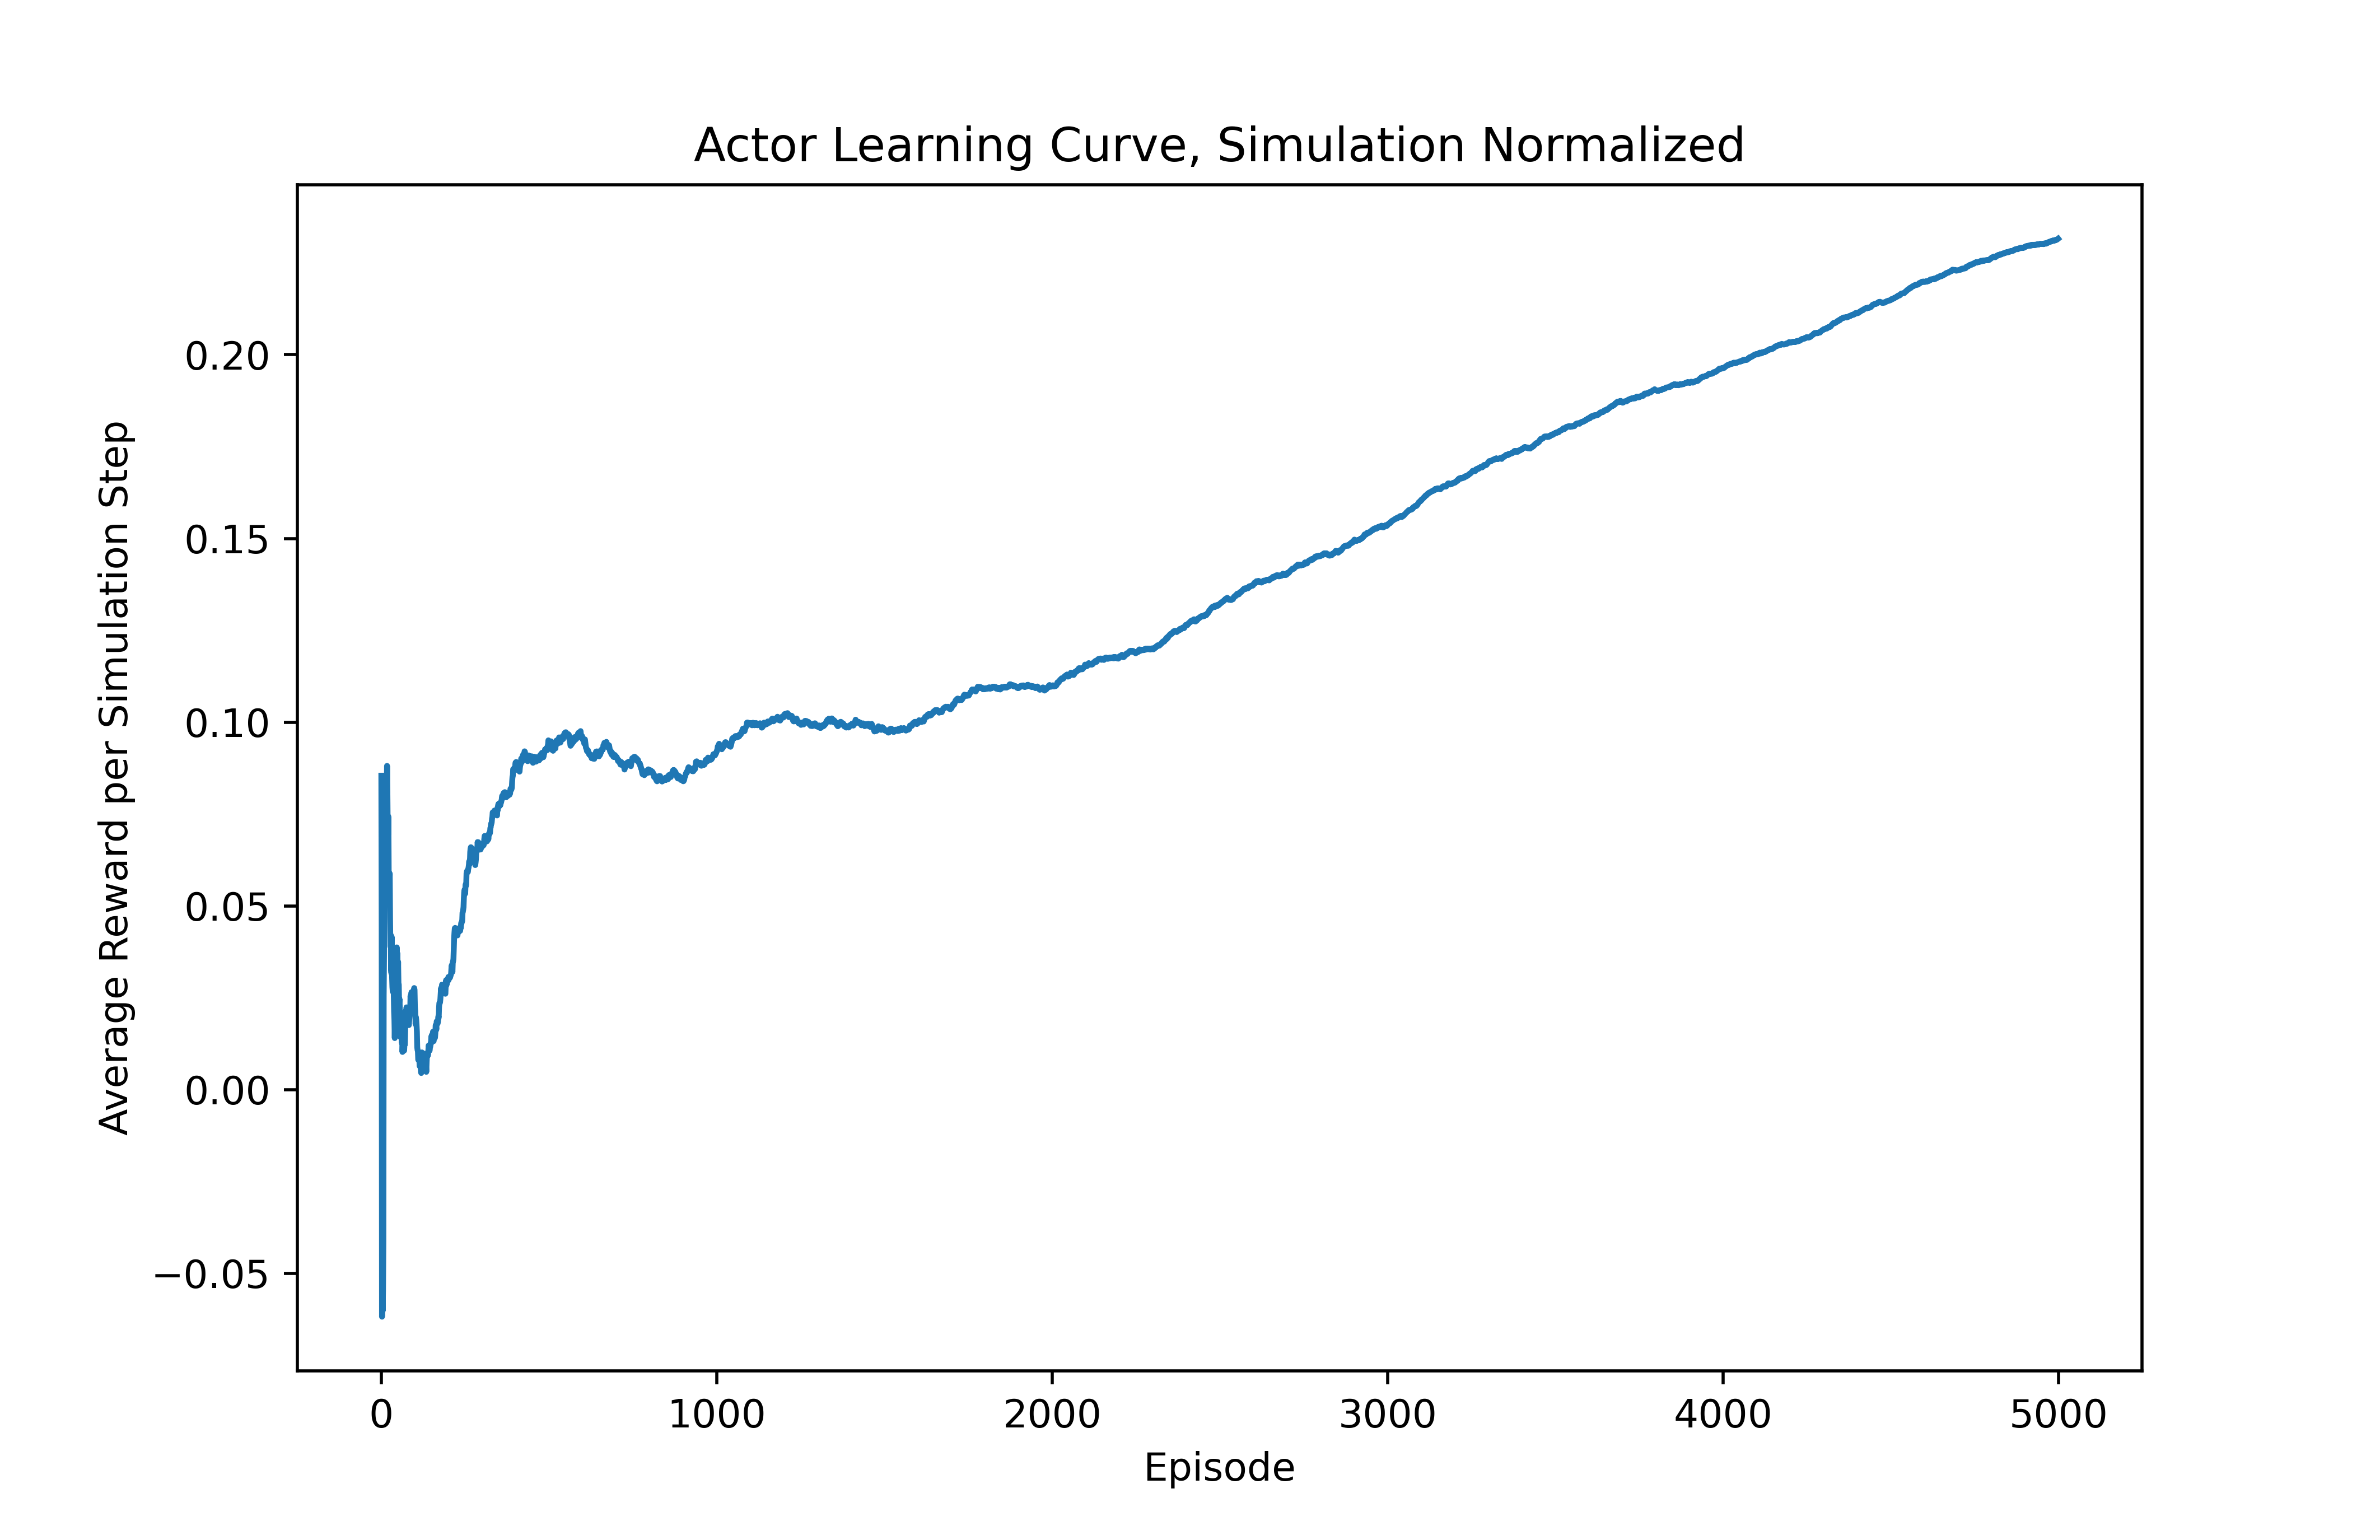 Actor Learning Curve, Simulation Normalized
Average Reward per Simulation Step
0.20
0.15
0.10
0.05
0.00
−0.05
0 1000 2000 3000 4000 5000
Episode